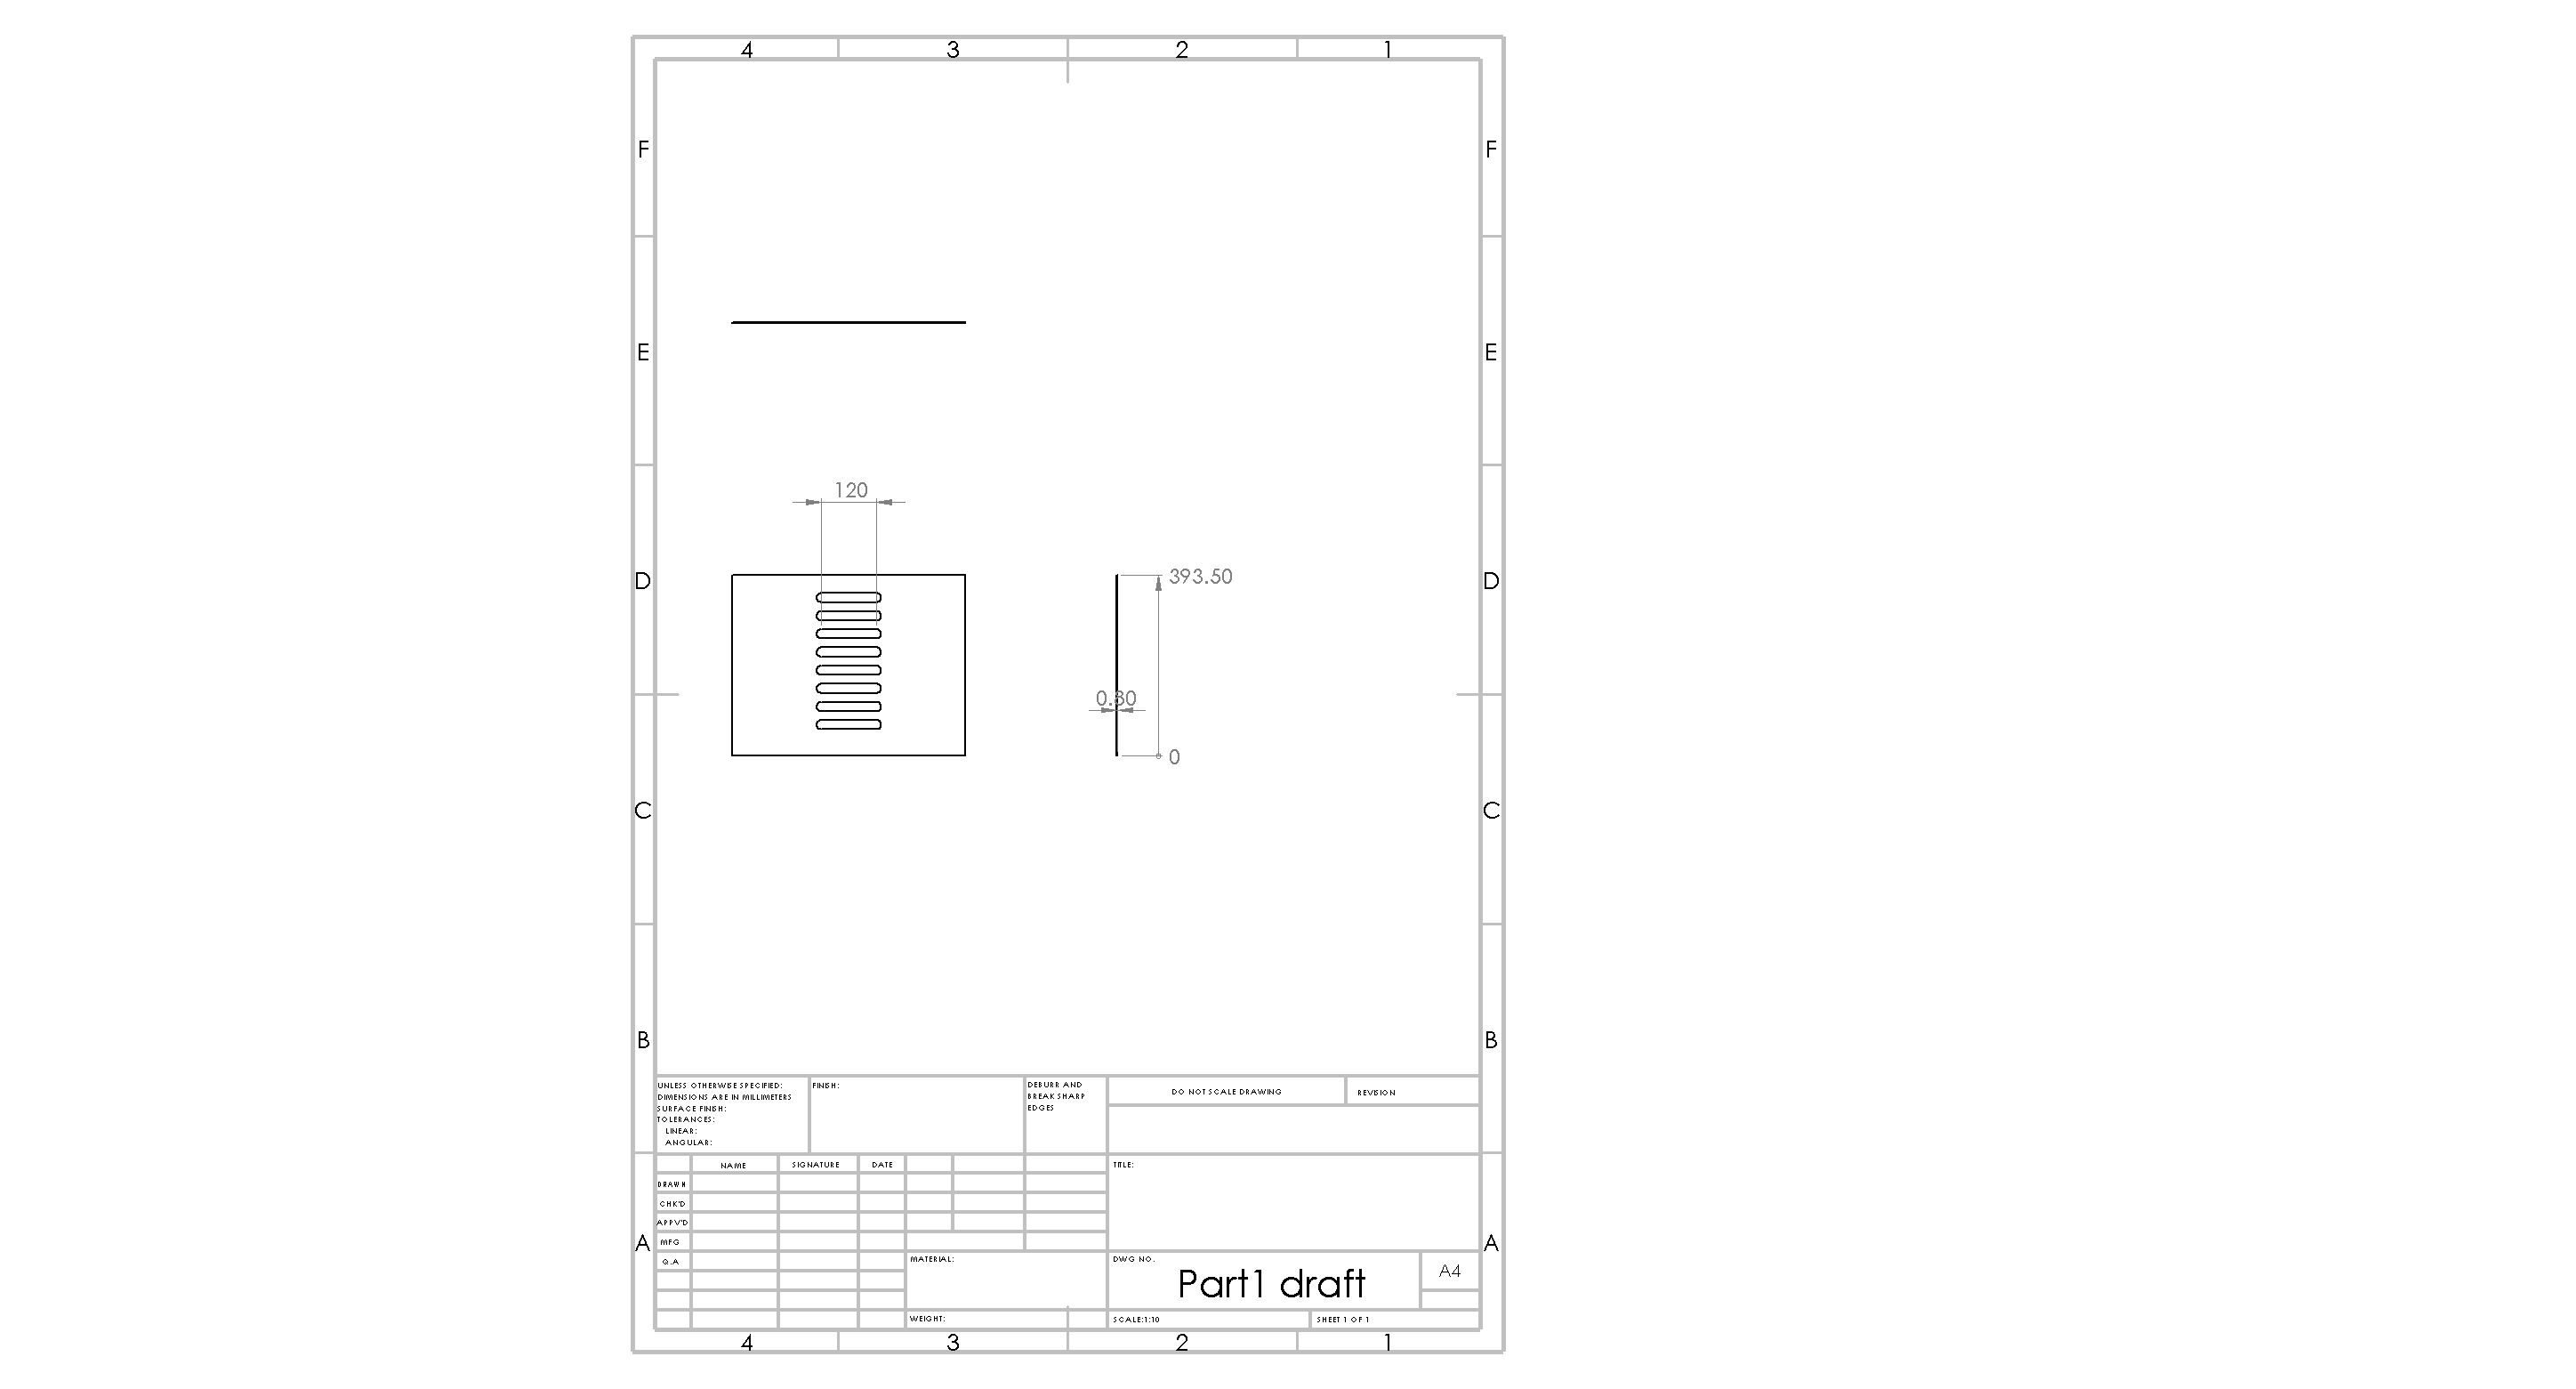 4 3 2 1
F F
E E
120
D D
393.50
0.80
0
C C
B B
UNLESS OTHERWISE SPECIFIED:
DIMENSIONS ARE IN MILLIMETERS
SURFACE FINISH:
TOLERANCES:
LINEAR:
ANGULAR:
FINISH:
DEBURR AND
BREAK SHARP
EDGES
DO NOT SCALE DRAWING
REVISION
NAME SIGNATURE DATE
DRAWN
CHK'D
APPV'D
MFG
Q.A
TITLE:
A A
MATERIAL:
DWG NO.
Part1 draft
A4
WEIGHT:
SCALE:1:10
SHEET 1 OF 1
4 3 2 1